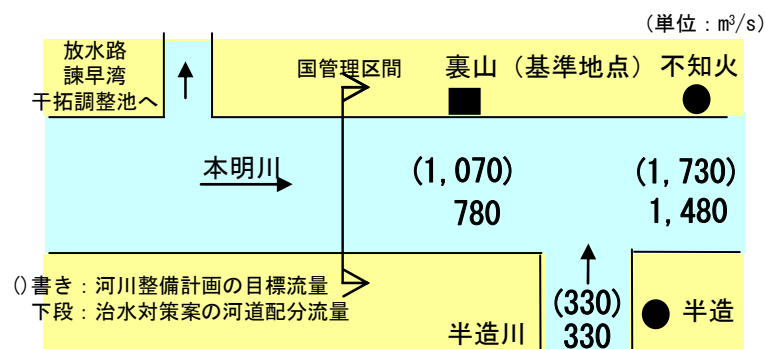 (単位：m³/s)
放水路
諫早湾
干拓調整池へ
国管理区間
裏山（基準地点）
不知火
本明川
(1,070)
780
(1,730)
1,480
()書き：河川整備計画の目標流量
下段：治水対策案の河道配分流量
半造川
(330)
330
半造